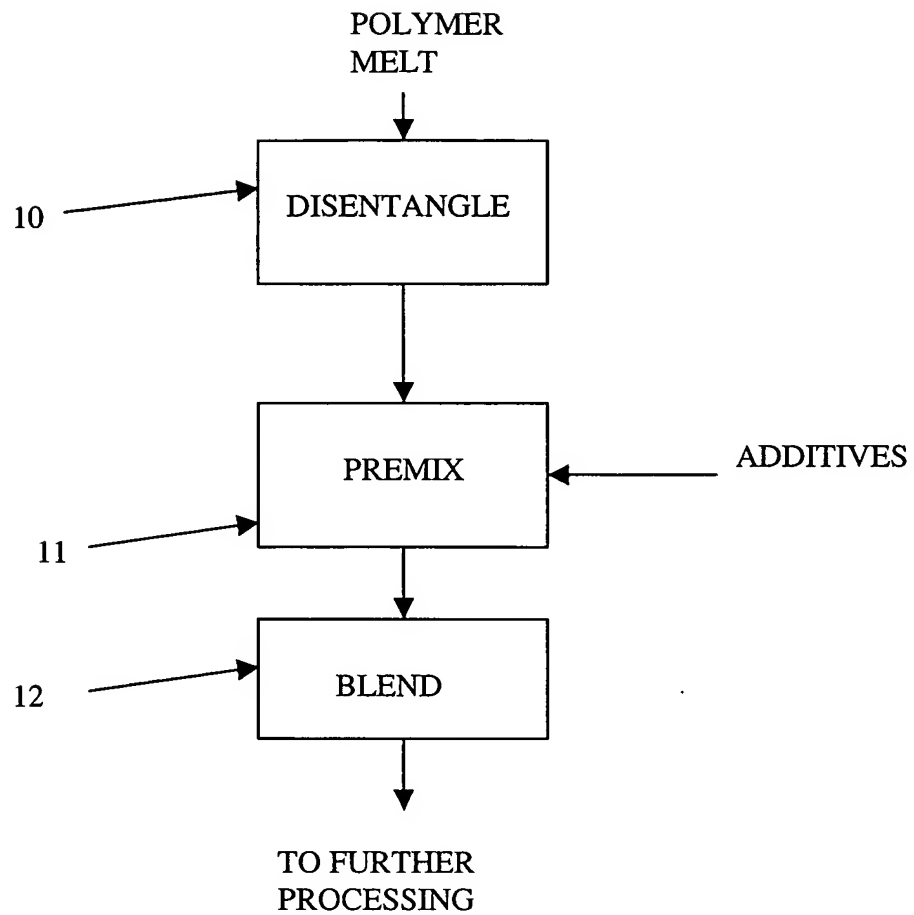 POLYMER
MELT
DISENTANGLE
10
PREMIX
ADDITIVES
11
BLEND
12
TO FURTHER
PROCESSING